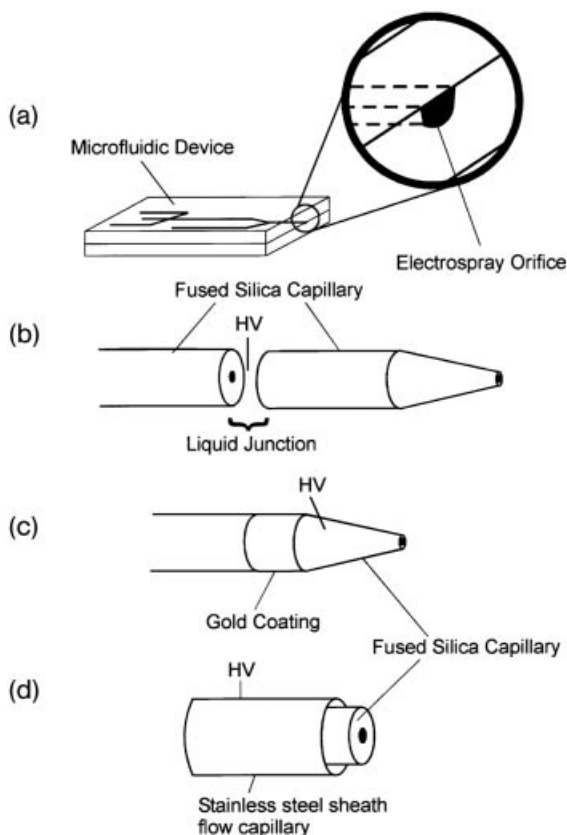 (a)
Microfluidic Device
Electrospray Orifice
Fused Silica Capillary
(b)
HV
Liquid Junction
HV
(c)
Gold Coating
Fused Silica Capillary
HV
(d)
Stainless steel sheath
flow capillary